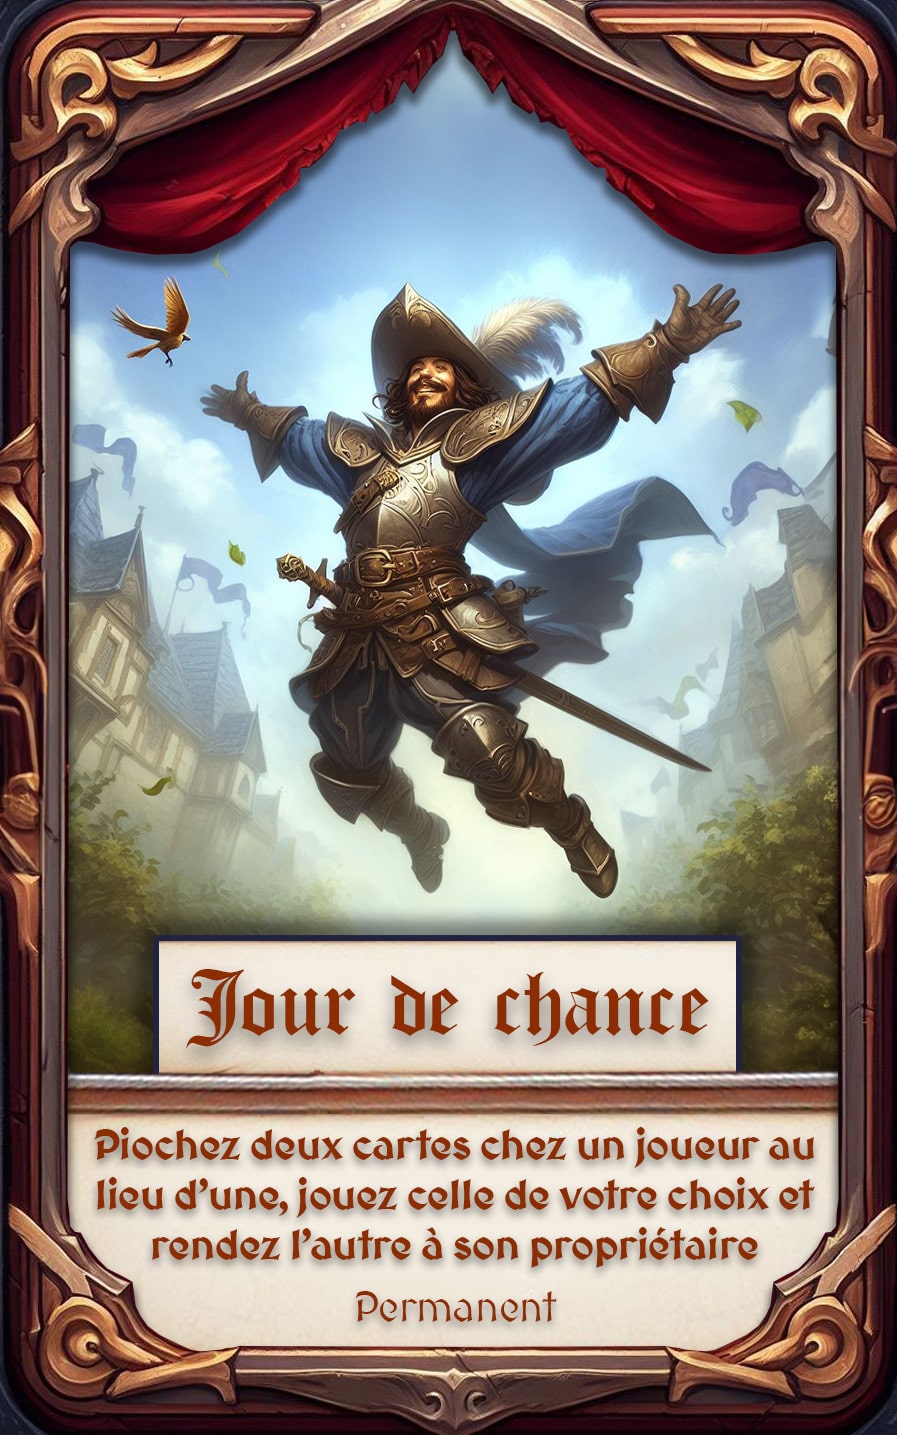 Jour de chance
Piochez deux cartes chez un joueur au
lieu d'une, jouez celle de votre choix et
rendez l'autre à son propriétaire
Permanent